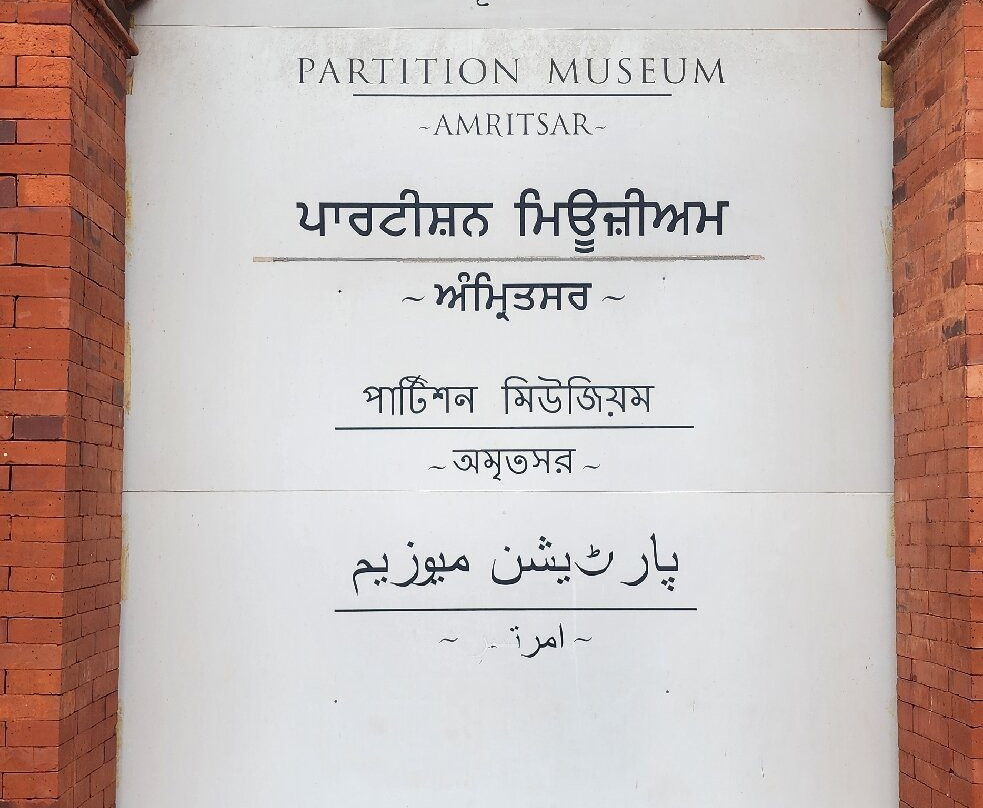 PARTITION MUSEUM
~AMRITSAR~
ਪਾਰਟੀਸ਼ਨ ਮਿਊਜ਼ੀਅਮ
~ ਅੰਮ੍ਰਿਤਸਰ ~
পার্টিশন মিউজিয়ম
~ অমৃতসর ~
پارٹیشن میوزیم